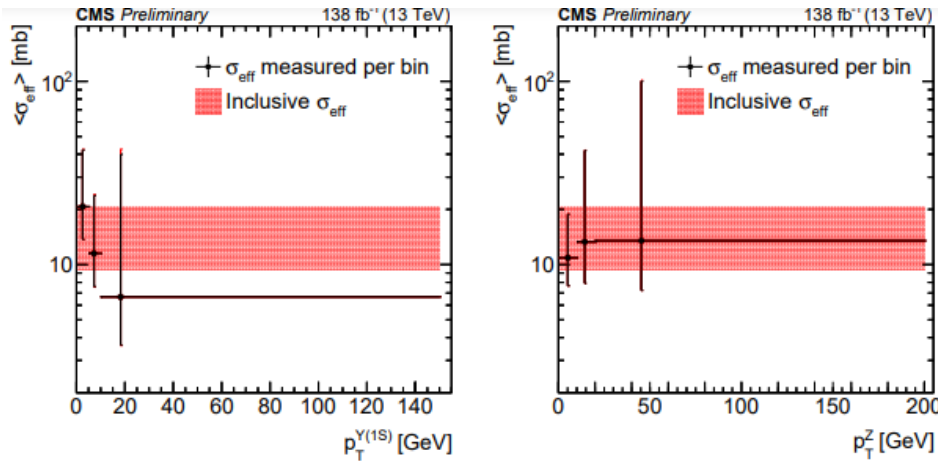 CMS Preliminary 138 fb⁻¹ (13 TeV)
<σeff> [mb]
10²
10
σeff measured per bin
Inclusive σeff
0 20 40 60 80 100 120 140
pT^Υ(1S) [GeV]
CMS Preliminary 138 fb⁻¹ (13 TeV)
<σeff> [mb]
10²
10
σeff measured per bin
Inclusive σeff
0 50 100 150 200
pT^Z [GeV]